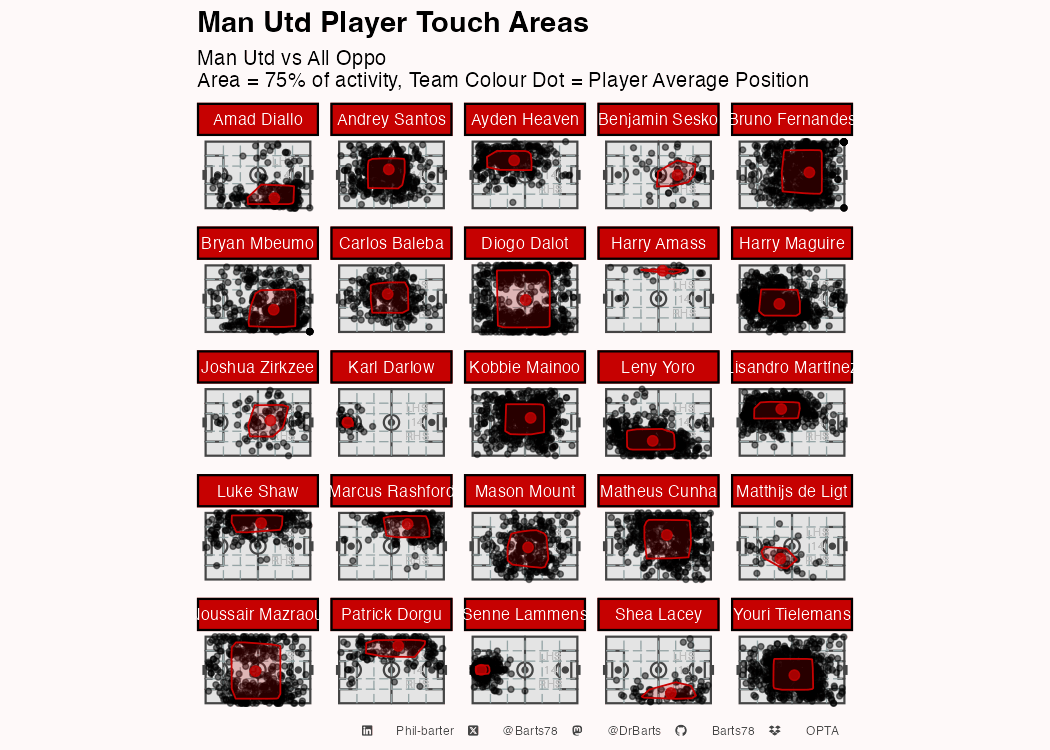 Man Utd Player Touch Areas
Man Utd vs All Oppo
Area = 75% of activity, Team Colour Dot = Player Average Position
Amad Diallo Andrey Santos Ayden Heaven Benjamin Sesko Bruno Fernandes
Bryan Mbeumo Carlos Baleba Diogo Dalot Harry Amass Harry Maguire
Joshua Zirkzee Karl Darlow Kobbie Mainoo Leny Yoro Lisandro Martínez
Luke Shaw Marcus Rashford Mason Mount Matheus Cunha Matthijs de Ligt
Noussair Mazraoui Patrick Dorgu Senne Lammens Shea Lacey Youri Tielemans
Phil-barter @Barts78 @DrBarts Barts78 OPTA